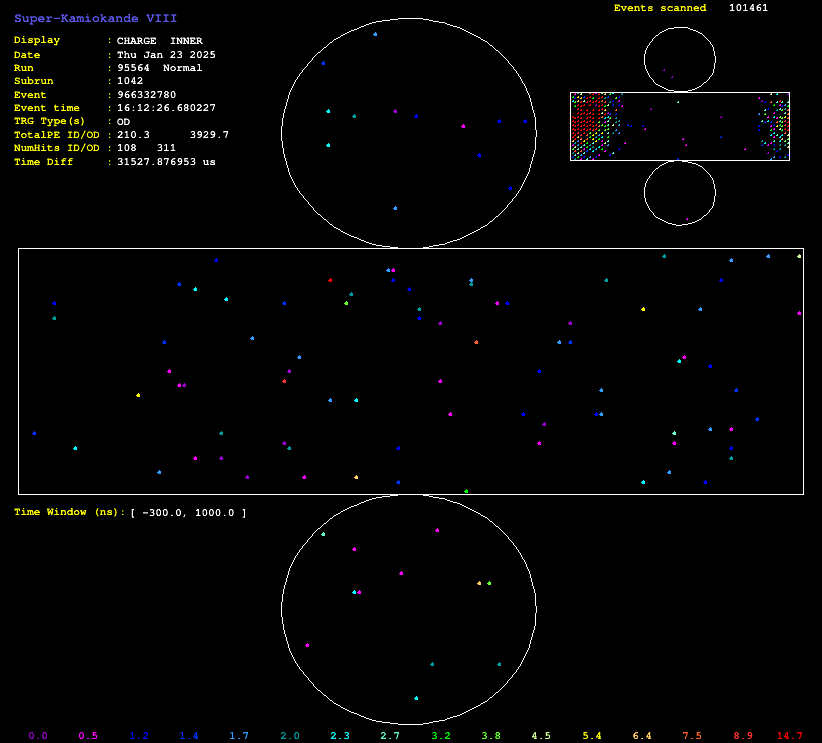 Super-Kamiokande VIII
Events scanned 101461
Display : CHARGE INNER
Date : Thu Jan 23 2025
Run : 95564 Normal
Subrun : 1042
Event : 966332780
Event time : 16:12:26.680227
TRG Type(s) : OD
TotalPE ID/OD : 210.3 3929.7
NumHits ID/OD : 108 311
Time Diff : 31527.876953 us
Time Window (ns): [ -300.0, 1000.0 ]
0.0 0.5 1.2 1.4 1.7 2.0 2.3 2.7 3.2 3.8 4.5 5.4 6.4 7.5 8.9 14.7